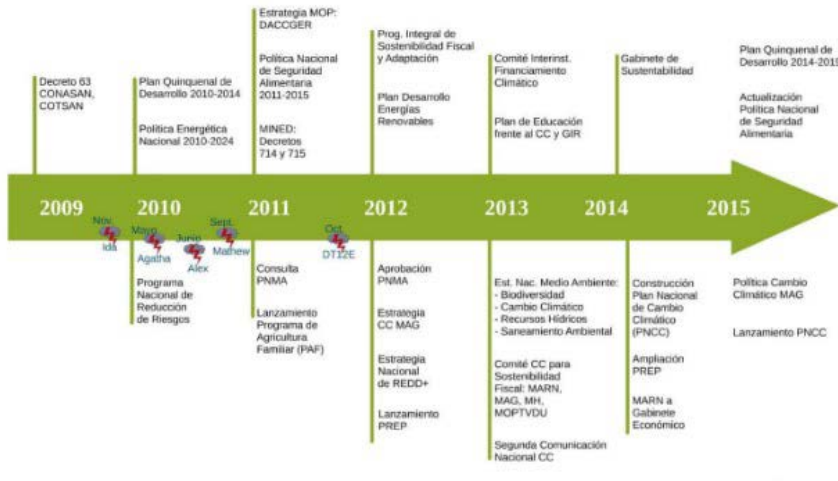 Decreto 63
CONASAN,
COTSAN
Plan Quinquenal de
Desarrollo 2010-2014
Política Energética
Nacional 2010-2024
Estrategia MOP:
DACCGER
Política Nacional
de Seguridad
Alimentaria
2011-2015
MINED:
Decretos
714 y 715
Prog. Integral de
Sostenibilidad Fiscal
y Adaptación
Plan Desarrollo
Energías
Renovables
Comité Interinst.
Financiamiento
Climático
Plan de Educación
frente al CC y GIR
Gabinete de
Sustentabilidad
Plan Quinquenal de
Desarrollo 2014-2019
Actualización
Política Nacional
de Seguridad
Alimentaria
2009
2010
2011
2012
2013
2014
2015
Nov.
Ida
Mayo
Agatha
Junio
Alex
Sept.
Mathew
Oct.
DT12E
Programa
Nacional de
Reducción
de Riesgos
Consulta
PNMA
Lanzamiento
Programa de
Agricultura
Familiar (PAF)
Aprobación
PNMA
Estrategia
CC MAG
Estrategia
Nacional
de REDD+
Lanzamiento
PREP
Est. Nac. Medio Ambiente:
- Biodiversidad
- Cambio Climático
- Recursos Hídricos
- Saneamiento Ambiental
Comité CC para
Sostenibilidad
Fiscal: MARN,
MAG, MH,
MOPTVDU
Segunda Comunicación
Nacional CC
Construcción
Plan Nacional
de Cambio
Climático
(PNCC)
Ampliación
PREP
MARN a
Gabinete
Económico
Política Cambio
Climático MAG
Lanzamiento PNCC